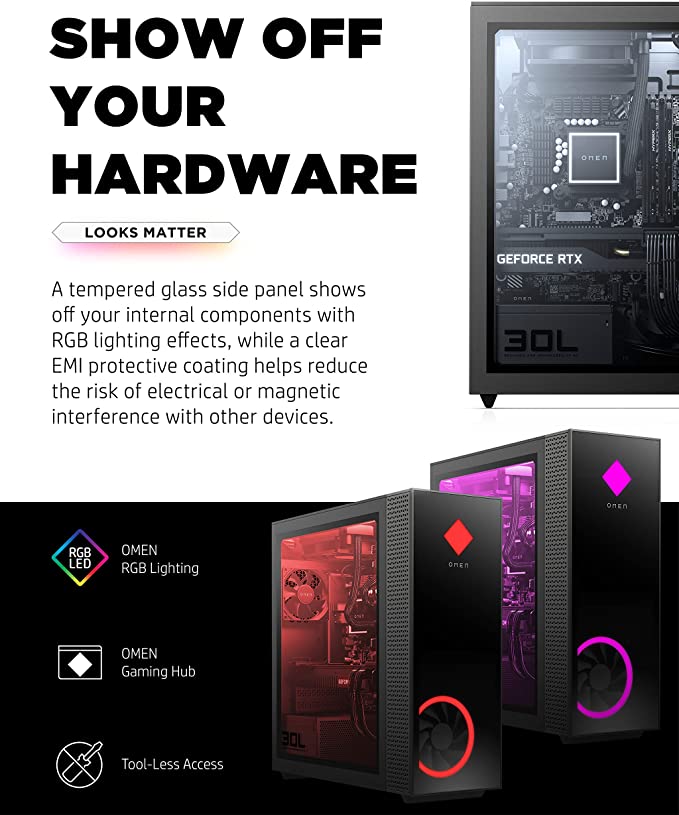 SHOW OFF
YOUR
HARDWARE
LOOKS MATTER
A tempered glass side panel shows
off your internal components with
RGB lighting effects, while a clear
EMI protective coating helps reduce
the risk of electrical or magnetic
interference with other devices.
OMEN
HYPERX
HYPERX
GEFORCE RTX
OMEN
30L
RGB
LED
OMEN
RGB Lighting
OMEN
Gaming Hub
Tool-Less Access
OMEN
OMEN
30L